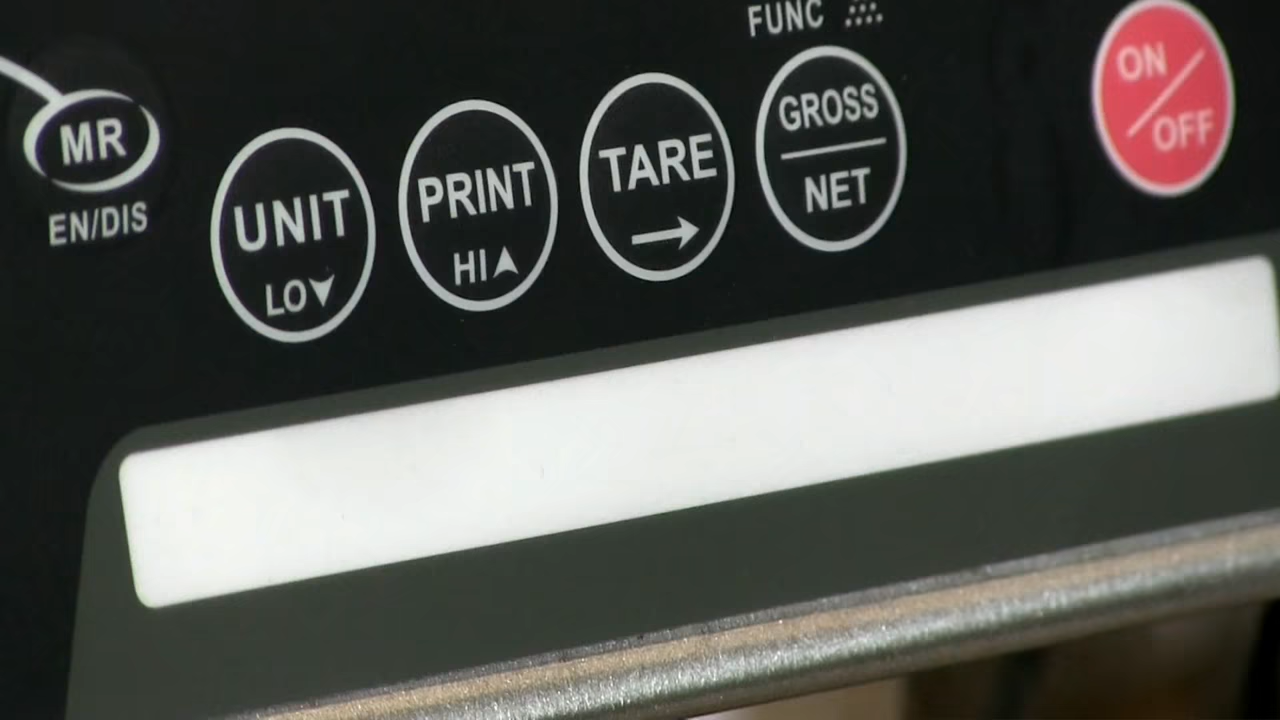 FUNC
MR
EN/DIS
UNIT
LO
PRINT
HI
TARE
GROSS
NET
ON
OFF